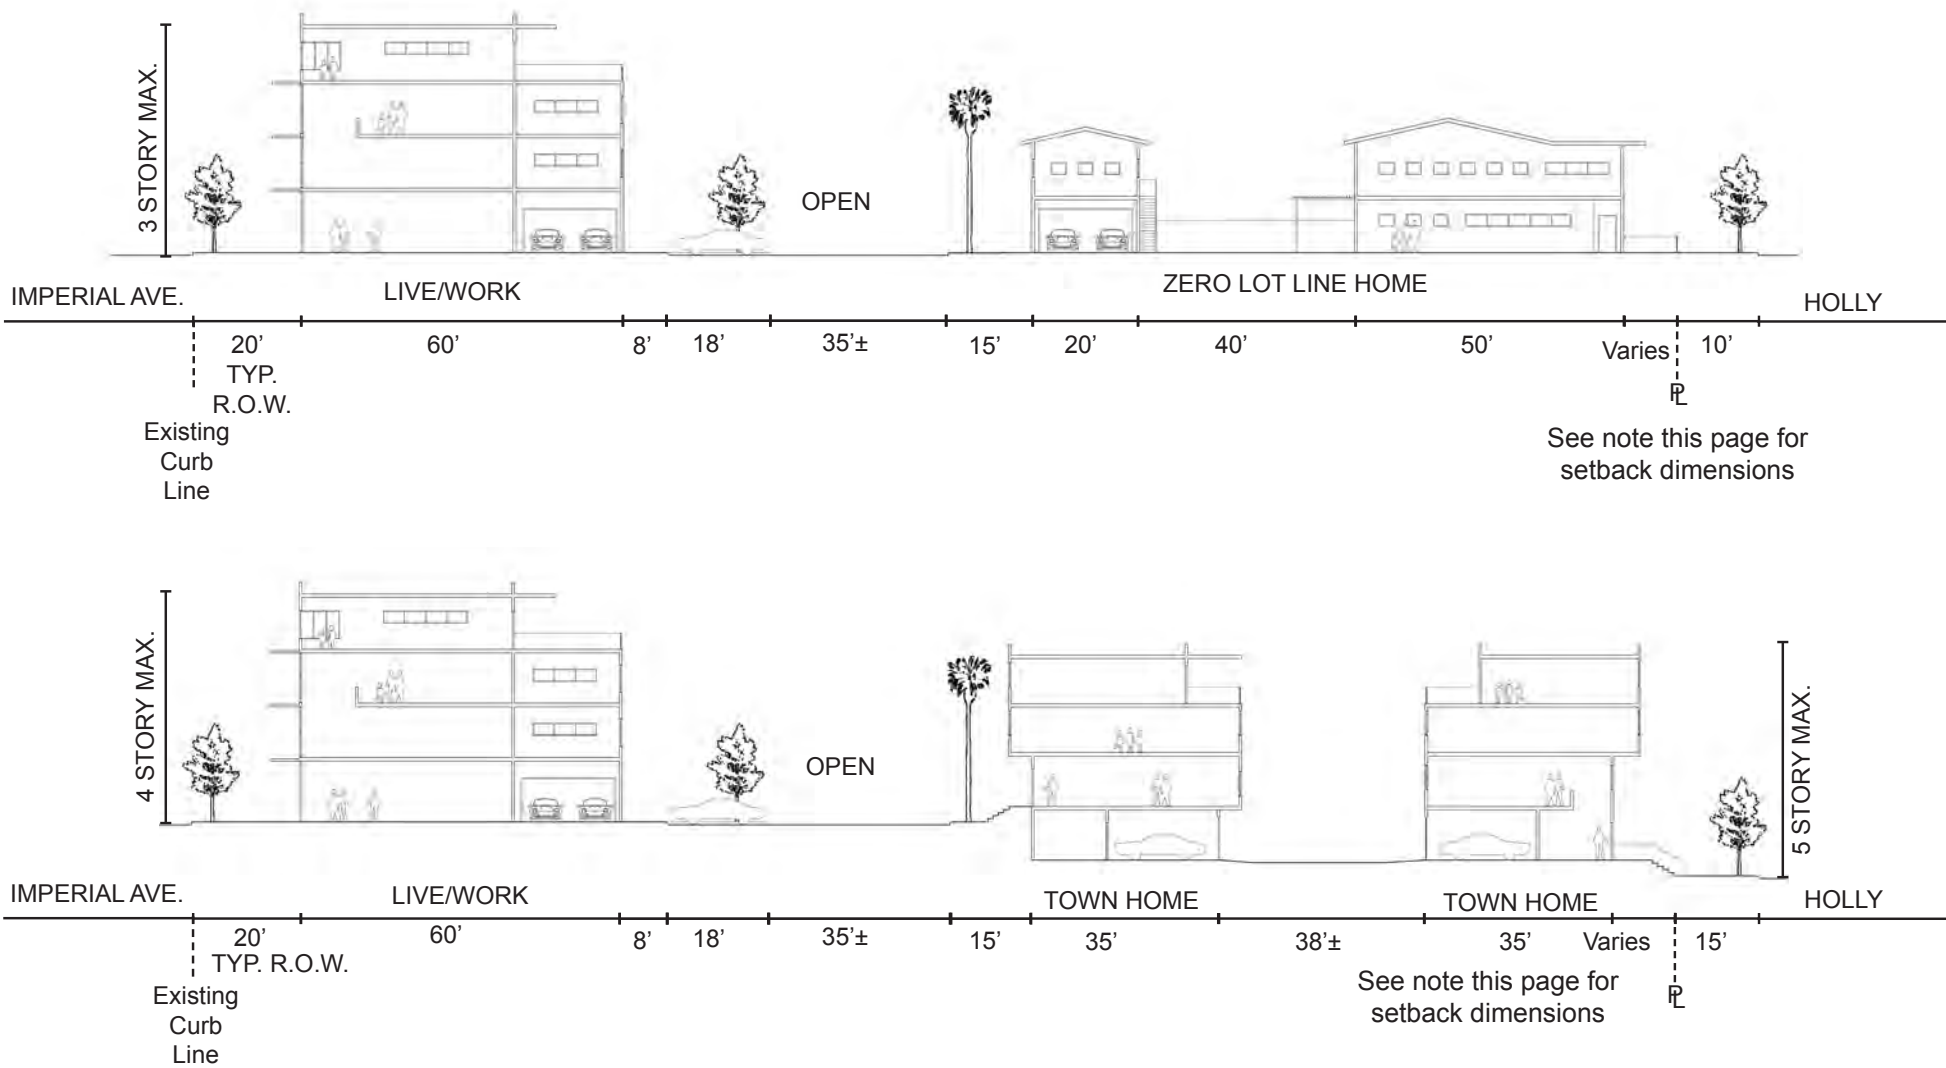 3 STORY MAX.
OPEN
IMPERIAL AVE.
LIVE/WORK
ZERO LOT LINE HOME
HOLLY
20’
60’
8’
18’
35’±
15’
20’
40’
50’
Varies
10’
TYP.
R.O.W.
PL
Existing
Curb
Line
See note this page for
setback dimensions
4 STORY MAX.
OPEN
5 STORY MAX.
IMPERIAL AVE.
LIVE/WORK
TOWN HOME
TOWN HOME
HOLLY
20’
60’
8’
18’
35’±
15’
35’
38’±
35’
Varies
15’
TYP. R.O.W.
Existing
Curb
Line
See note this page for
setback dimensions
PL